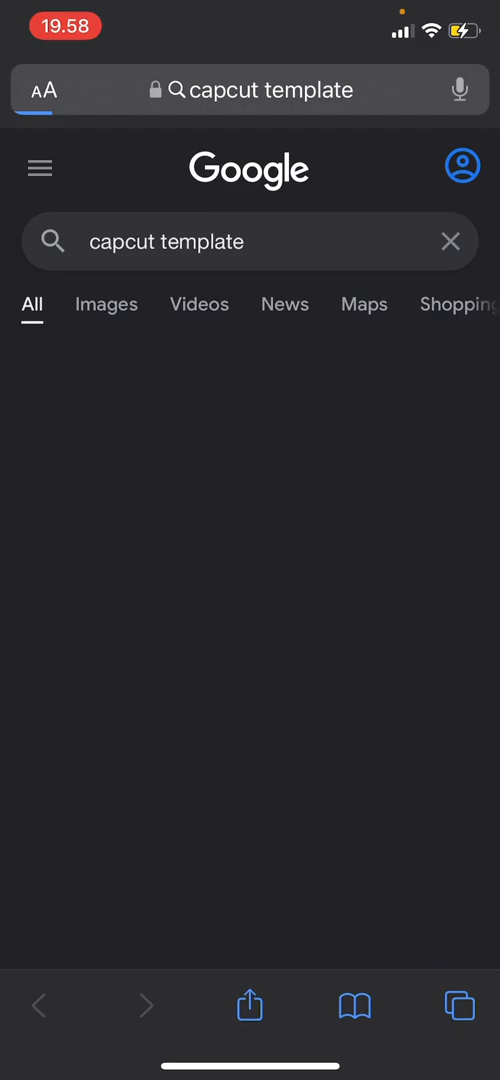 19.58
AA capcut template
Google
capcut template
All Images Videos News Maps Shopping